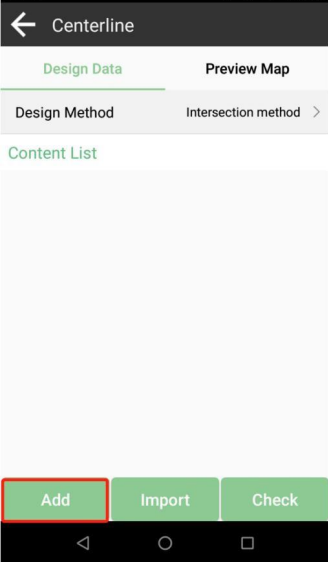 Centerline
Design Data Preview Map
Design Method Intersection method
Content List
Add Import Check